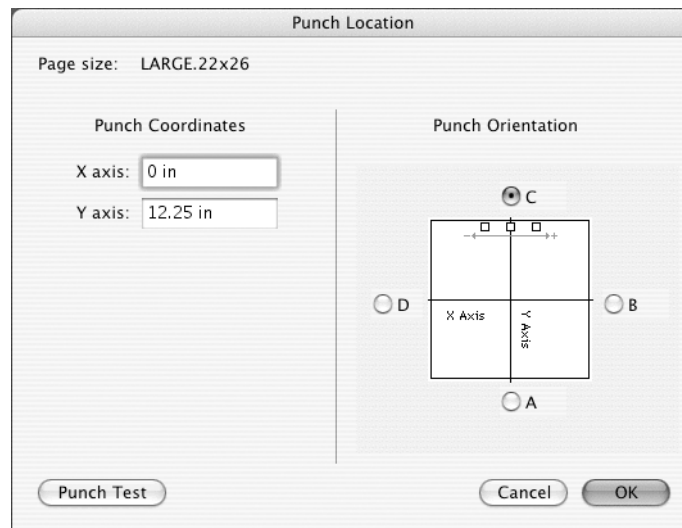 Punch Location
Page size: LARGE.22x26
Punch Coordinates
X axis: 0 in
Y axis: 12.25 in
Punch Orientation
C
- +
D
X Axis
Y Axis
B
A
Punch Test
Cancel
OK